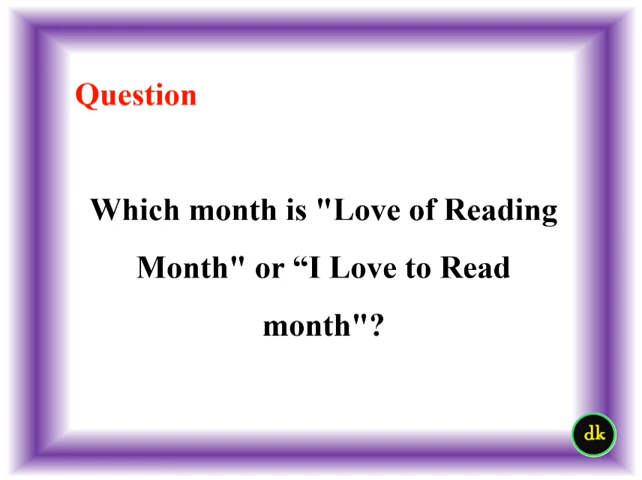 Question
Which month is "Love of Reading
Month" or “I Love to Read
month"?
dk